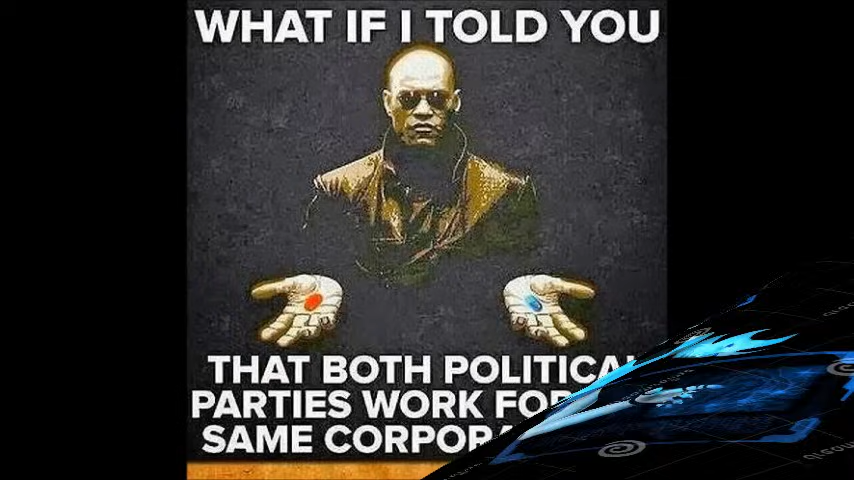 WHAT IF I TOLD YOU
THAT BOTH POLITICAL
PARTIES WORK FOR
SAME